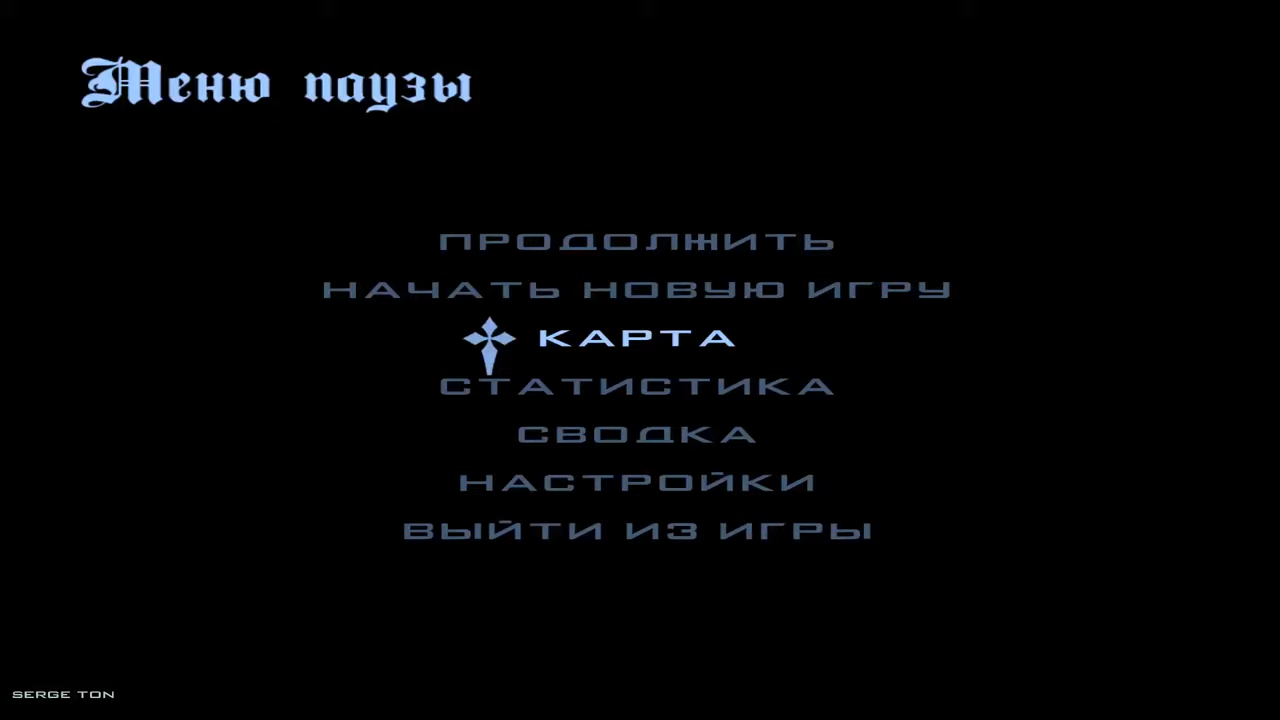 Меню паузы
ПРОДОЛЖИТЬ
НАЧАТЬ НОВУЮ ИГРУ
КАРТА
СТАТИСТИКА
СВОДКА
НАСТРОЙКИ
ВЫЙТИ ИЗ ИГРЫ
SERGE TON